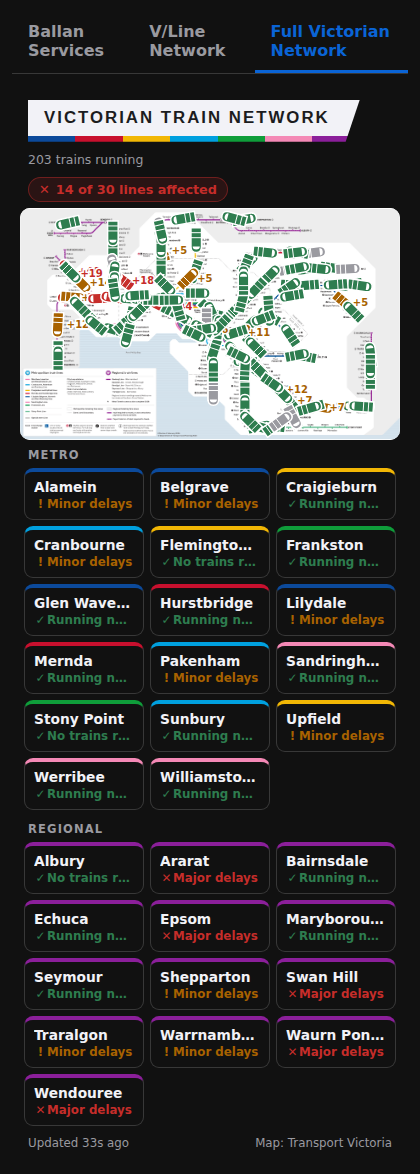 Ballan Services
V/Line Network
Full Victorian Network
VICTORIAN TRAIN NETWORK
203 trains running
× 14 of 30 lines affected
+5
+19
+1
+18
+5
+5
+12
+11
+12
+7
+7
METRO
Alamein
! Minor delays
Belgrave
! Minor delays
Craigieburn
✓ Running n…
Cranbourne
! Minor delays
Flemingto…
✓ No trains r…
Frankston
✓ Running n…
Glen Wave…
✓ Running n…
Hurstbridge
✓ Running n…
Lilydale
! Minor delays
Mernda
✓ Running n…
Pakenham
! Minor delays
Sandringh…
✓ Running n…
Stony Point
✓ No trains r…
Sunbury
✓ Running n…
Upfield
! Minor delays
Werribee
✓ Running n…
Williamsto…
✓ Running n…
REGIONAL
Albury
✓ No trains r…
Ararat
× Major delays
Bairnsdale
✓ Running n…
Echuca
✓ Running n…
Epsom
× Major delays
Maryborou…
✓ Running n…
Seymour
✓ Running n…
Shepparton
! Minor delays
Swan Hill
× Major delays
Traralgon
! Minor delays
Warrnamb…
! Minor delays
Waurn Pon…
× Major delays
Wendouree
× Major delays
Updated 33s ago
Map: Transport Victoria